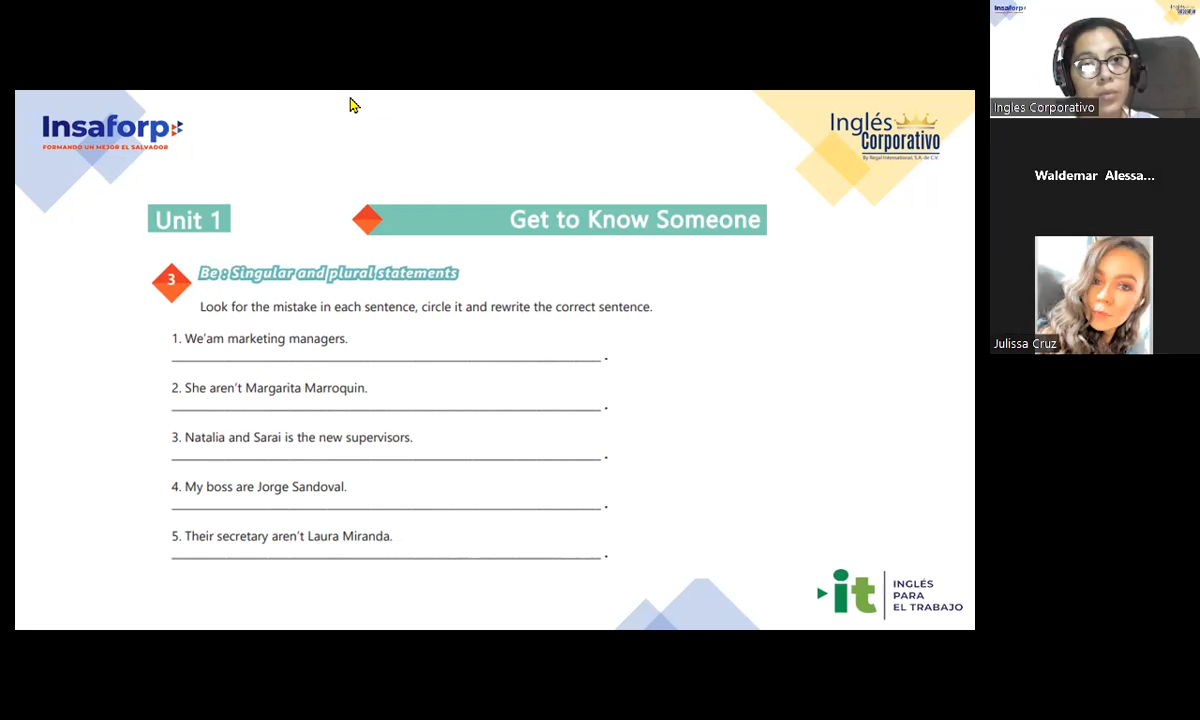 Insaforp
FORMANDO UN MEJOR EL SALVADOR
Inglés
Corporativo
By Regal International, S.A. de C.V.
Unit 1
Get to Know Someone
3
Be : Singular and plural statements
Look for the mistake in each sentence, circle it and rewrite the correct sentence.
1. We'am marketing managers.
2. She aren't Margarita Marroquin.
3. Natalia and Sarai is the new supervisors.
4. My boss are Jorge Sandoval.
5. Their secretary aren't Laura Miranda.
it
INGLÉS
PARA
EL TRABAJO
Insaforp
Ingles Corporativo
Waldemar Alessa...
Julissa Cruz